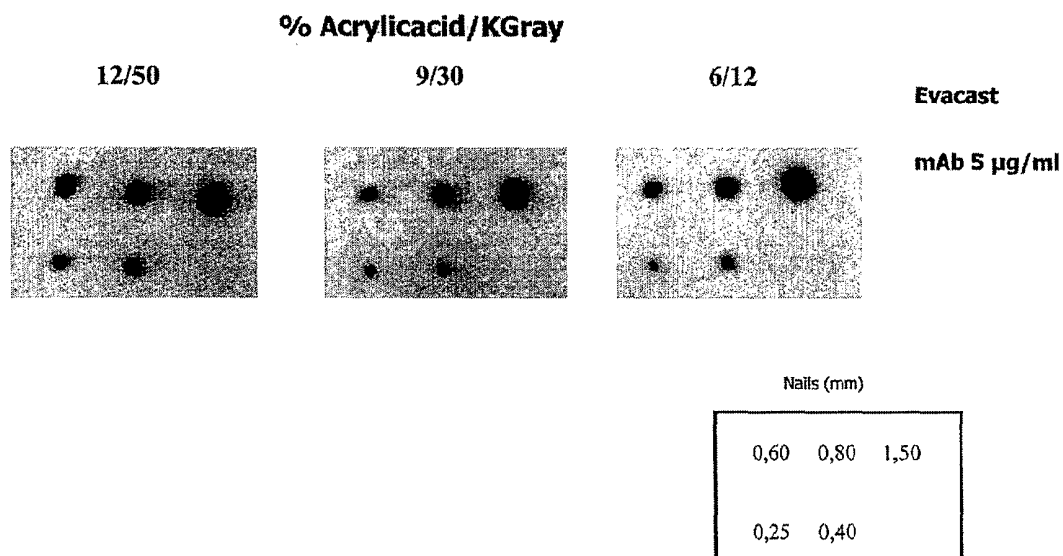 % Acrylicacid/KGray
12/50 9/30 6/12
Evacast
mAb 5 µg/ml
Nails (mm)
0,60 0,80 1,50
0,25 0,40